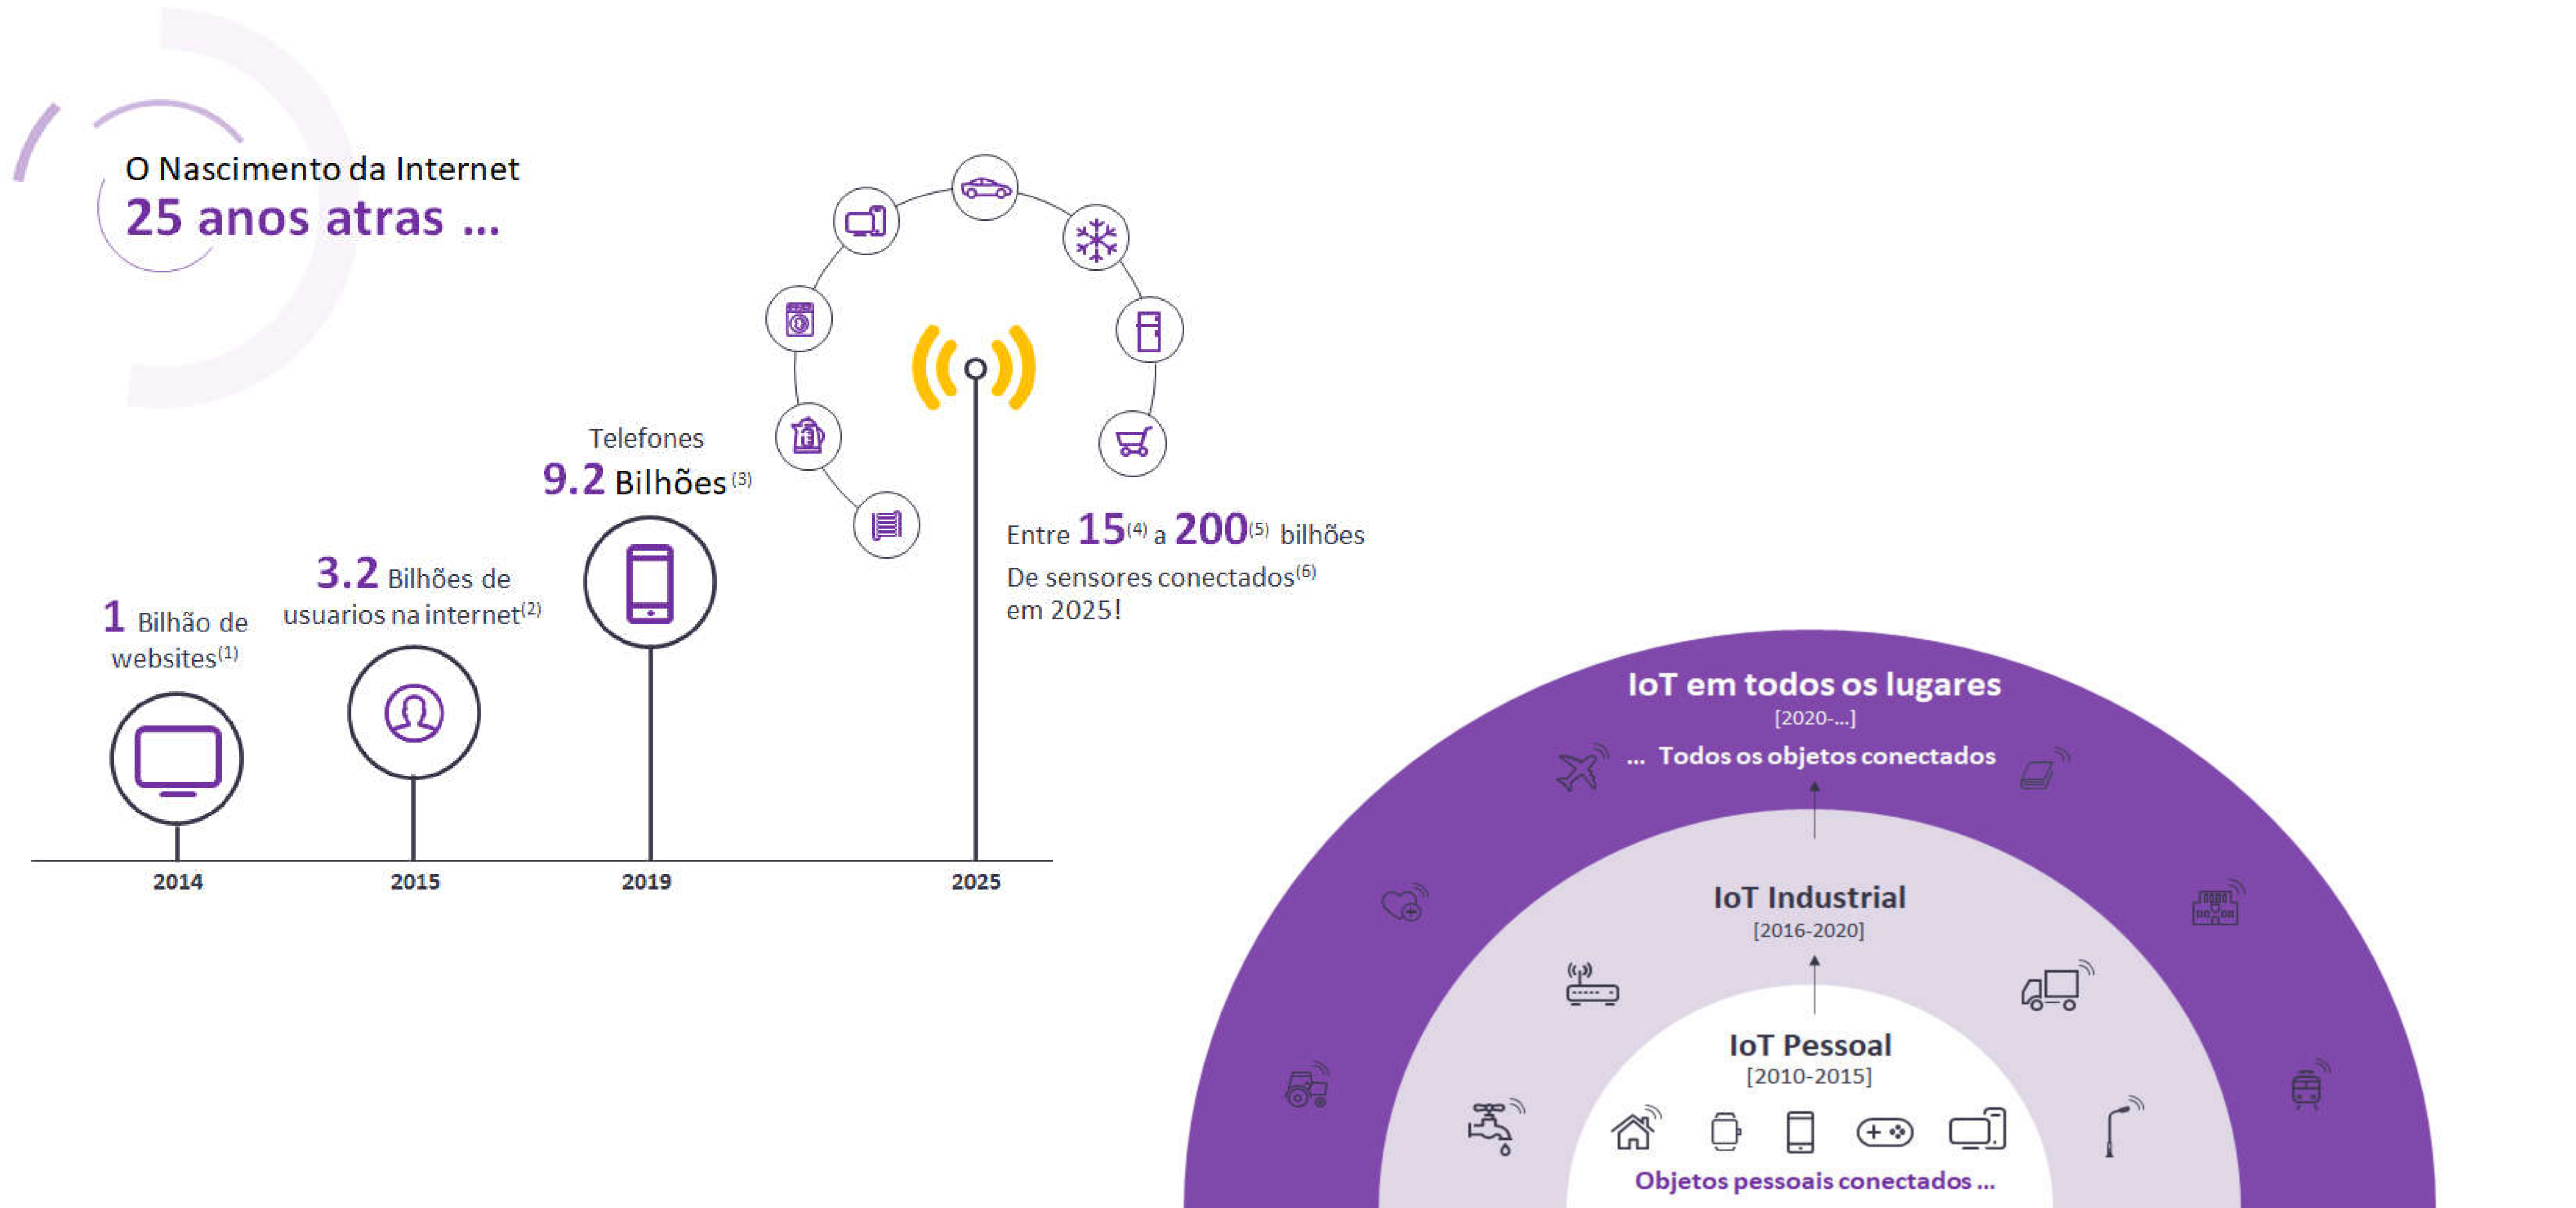 O Nascimento da Internet
25 anos atras ...
1 Bilhão de
websites(1)
3.2 Bilhões de
usuarios na internet(2)
Telefones
9.2 Bilhões (3)
Entre 15(4) a 200(5) bilhões
De sensores conectados(6)
em 2025!
2014
2015
2019
2025
IoT em todos os lugares
[2020-...]
... Todos os objetos conectados
IoT Industrial
[2016-2020]
IoT Pessoal
[2010-2015]
Objetos pessoais conectados ...